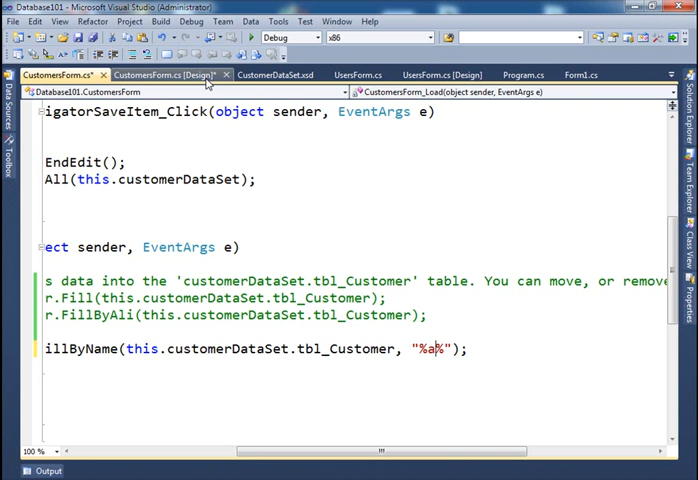 Database101 - Microsoft Visual Studio (Administrator)
File Edit View Refactor Project Build Debug Team Data Tools Test Window Help
Debug x86
CustomersForm.cs* CustomersForm.cs [Design]* CustomerDataSet.xsd UsersForm.cs UsersForm.cs [Design] Program.cs Form1.cs
Database101.CustomersForm CustomersForm_Load(object sender, EventArgs e)
igatorSaveItem_Click(object sender, EventArgs e)
EndEdit();
All(this.customerDataSet);
ect sender, EventArgs e)
s data into the 'customerDataSet.tbl_Customer' table. You can move, or remove
r.Fill(this.customerDataSet.tbl_Customer);
r.FillByAli(this.customerDataSet.tbl_Customer);
illByName(this.customerDataSet.tbl_Customer, "%a%");
100 %
Output
Data Sources
Toolbox
Solution Explorer
Team Explorer
Class View
Properties